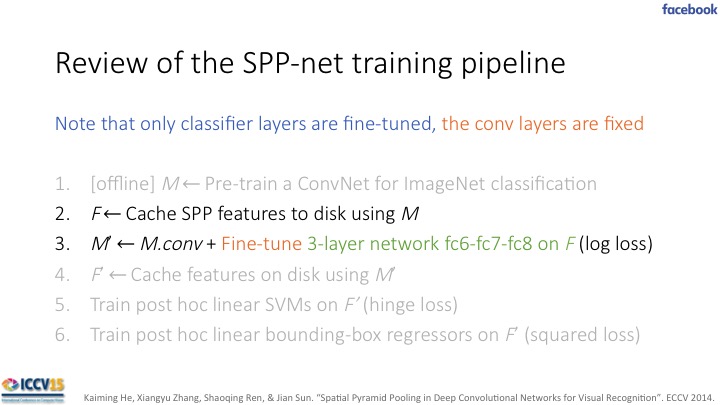 facebook
Review of the SPP-net training pipeline
Note that only classifier layers are fine-tuned, the conv layers are fixed
1. [offline] M ← Pre-train a ConvNet for ImageNet classification
2. F ← Cache SPP features to disk using M
3. M' ← M.conv + Fine-tune 3-layer network fc6-fc7-fc8 on F (log loss)
4. F' ← Cache features on disk using M'
5. Train post hoc linear SVMs on F' (hinge loss)
6. Train post hoc linear bounding-box regressors on F' (squared loss)
ICCV15
Kaiming He, Xiangyu Zhang, Shaoqing Ren, & Jian Sun. “Spatial Pyramid Pooling in Deep Convolutional Networks for Visual Recognition”. ECCV 2014.